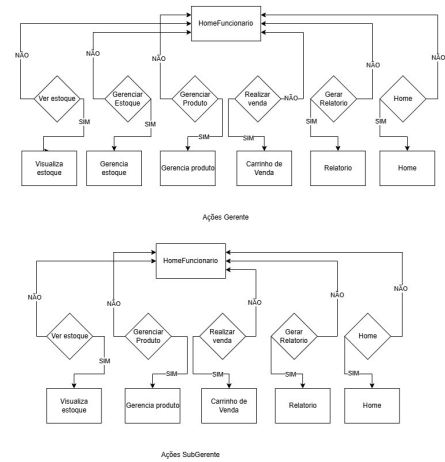 HomeFuncionario
NÃO
NÃO
NÃO
NÃO
NÃO
NÃO
Ver estoque
Gerenciar
Estoque
Gerenciar
Produto
Realizar
venda
Gerar
Relatorio
Home
SIM
SIM
SIM
SIM
SIM
SIM
Visualiza
estoque
Gerencia
estoque
Gerencia produto
Carrinho de
Venda
Relatorio
Home
Ações Gerente
HomeFuncionario
NÃO
NÃO
NÃO
NÃO
NÃO
Ver estoque
Gerenciar
Produto
Realizar
venda
Gerar
Relatorio
Home
SIM
SIM
SIM
SIM
SIM
Visualiza
estoque
Gerencia produto
Carrinho de
Venda
Relatorio
Home
Ações SubGerente